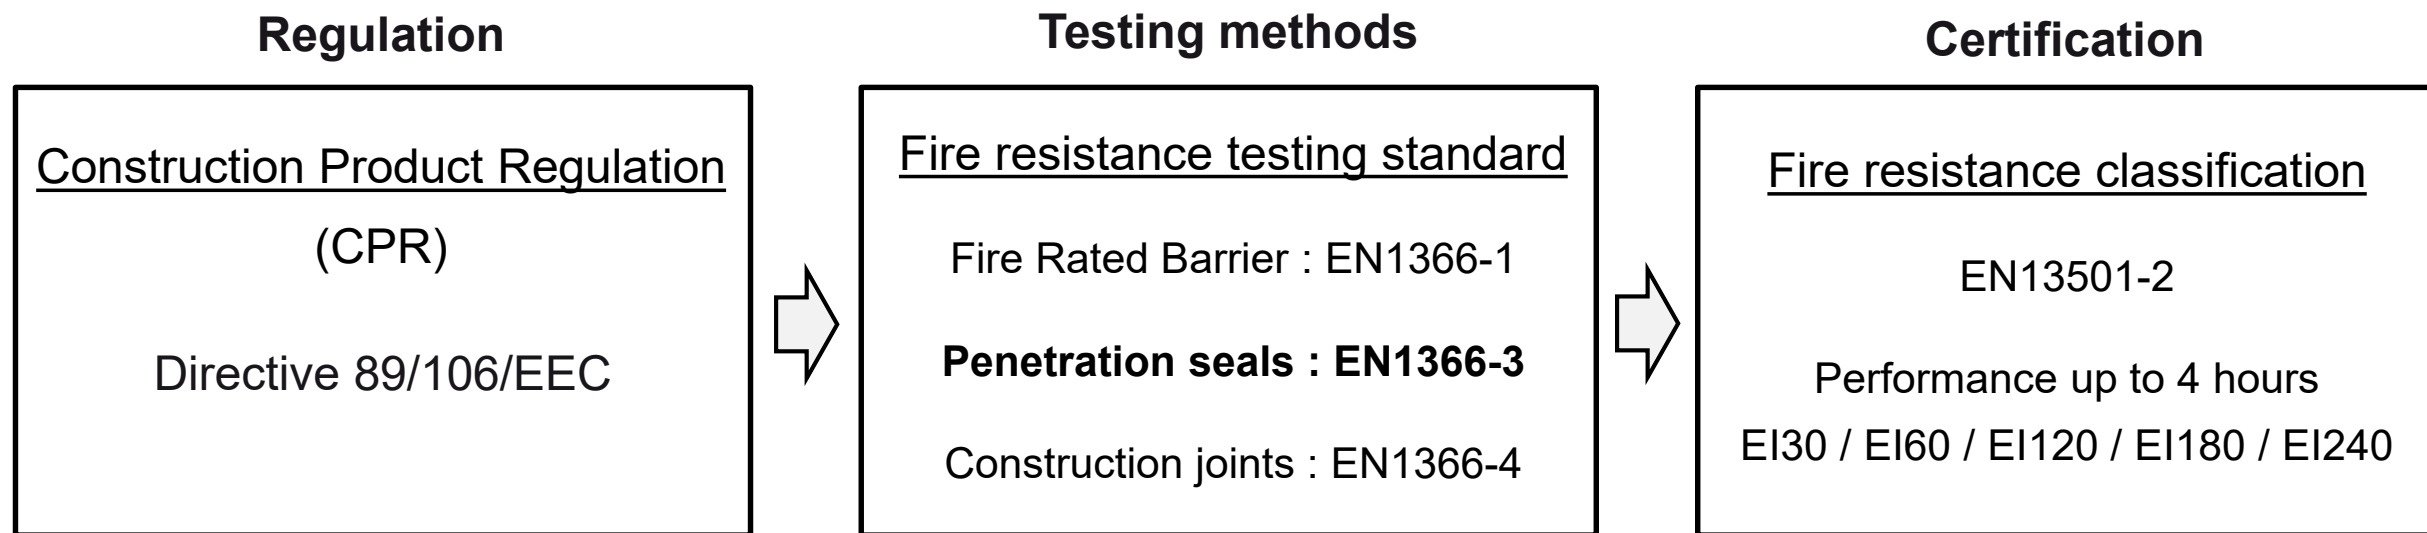 Regulation
Construction Product Regulation
(CPR)
Directive 89/106/EEC
Testing methods
Fire resistance testing standard
Fire Rated Barrier : EN1366-1
Penetration seals : EN1366-3
Construction joints : EN1366-4
Certification
Fire resistance classification
EN13501-2
Performance up to 4 hours
EI30 / EI60 / EI120 / EI180 / EI240